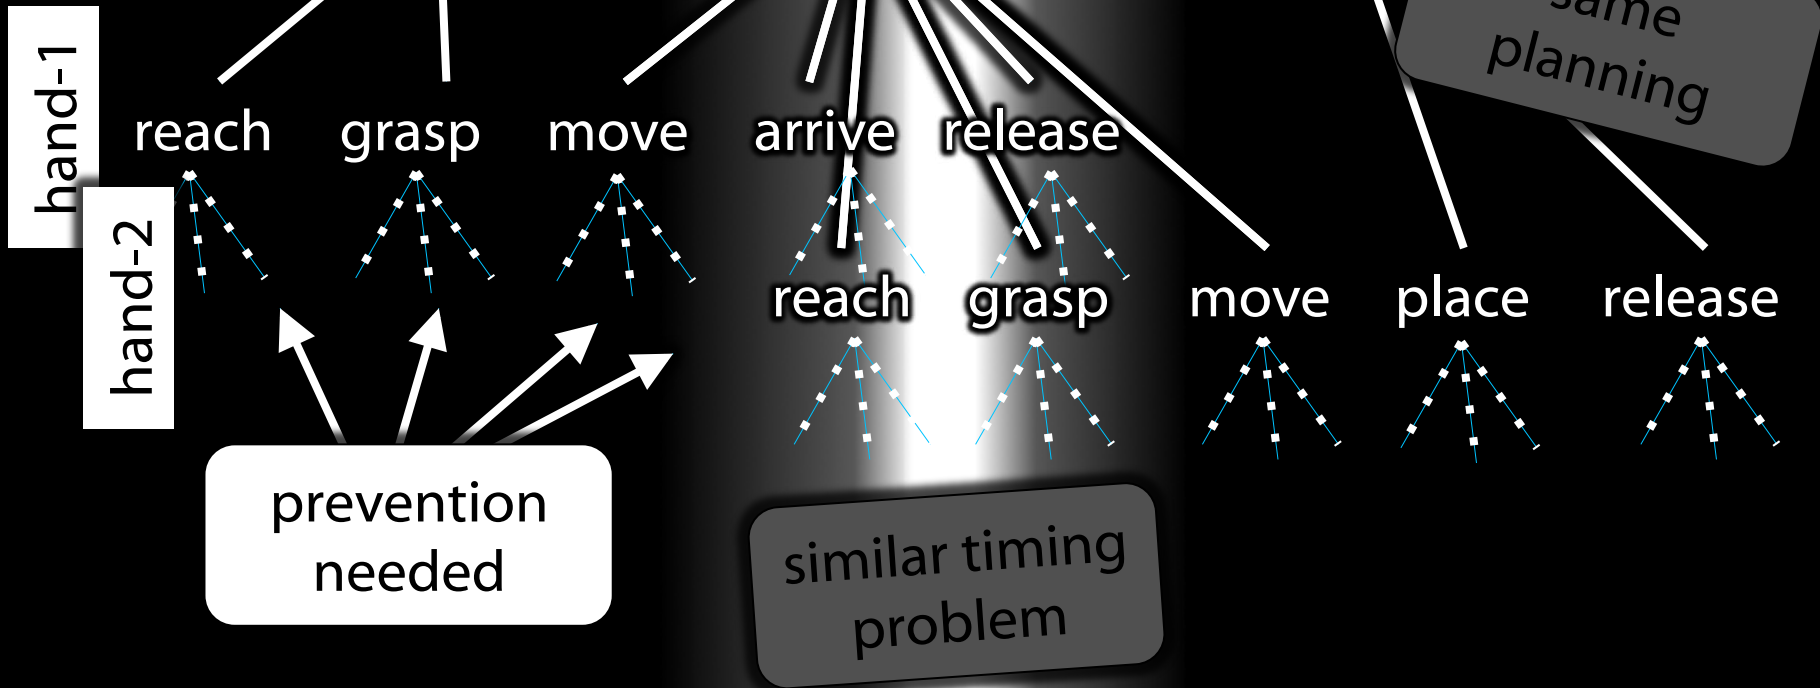 same
planning
hand-1
reach grasp move arrive release
hand-2
reach grasp move place release
prevention
needed
similar timing
problem